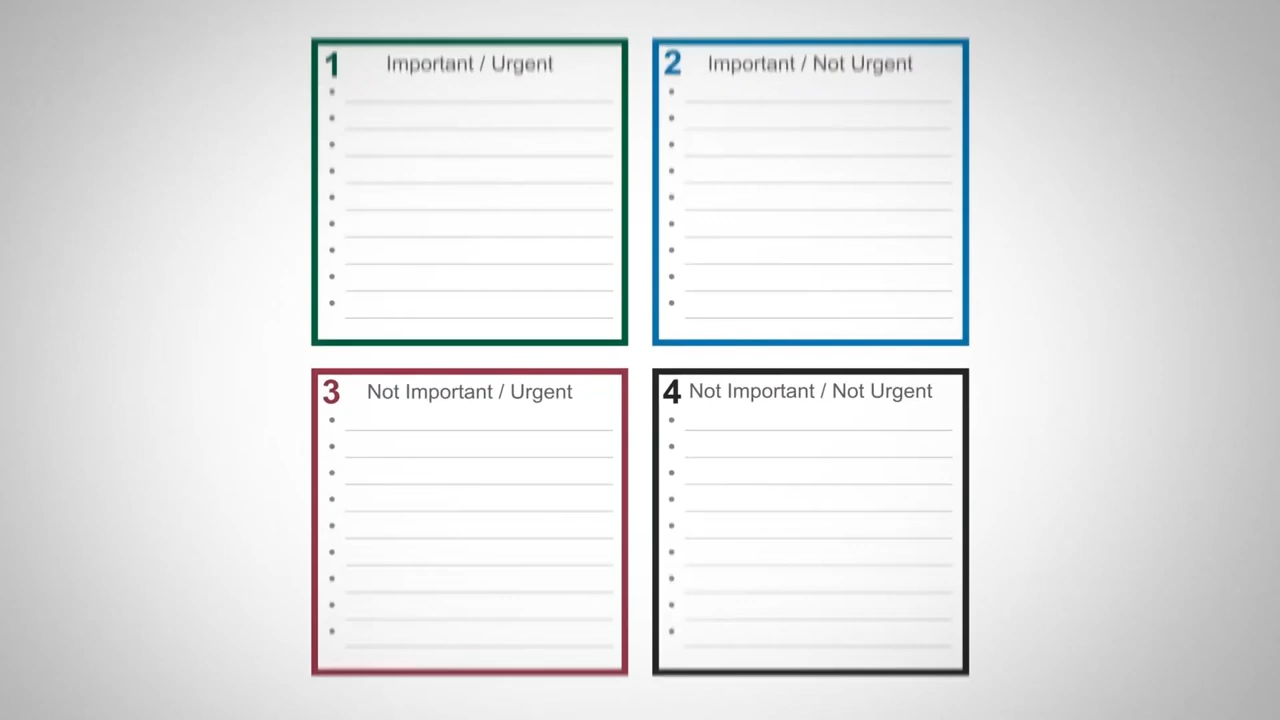 1 Important / Urgent
2 Important / Not Urgent
3 Not Important / Urgent
4 Not Important / Not Urgent